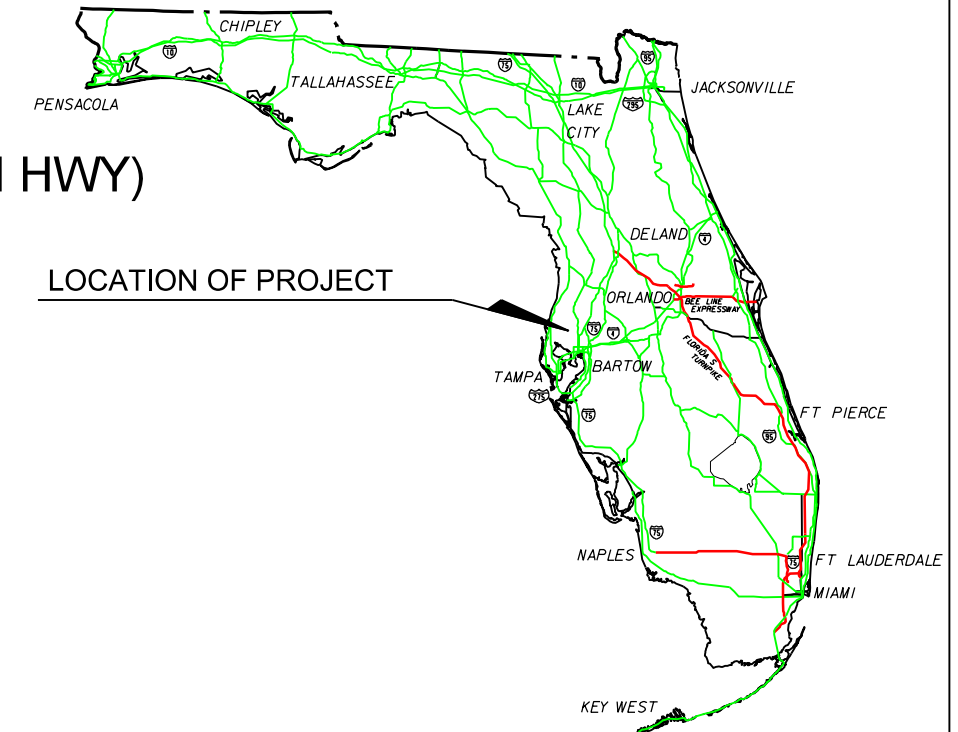 CHIPLEY
10
PENSACOLA
TALLAHASSEE
75
10
95
JACKSONVILLE
295
LAKE
CITY
HWY)
DELAND
4
LOCATION OF PROJECT
ORLANDO
BEE LINE
EXPRESSWAY
75
4
FLORIDA'S
TURNPIKE
TAMPA
BARTOW
275
75
FT PIERCE
95
75
NAPLES
75
FT LAUDERDALE
MIAMI
KEY WEST